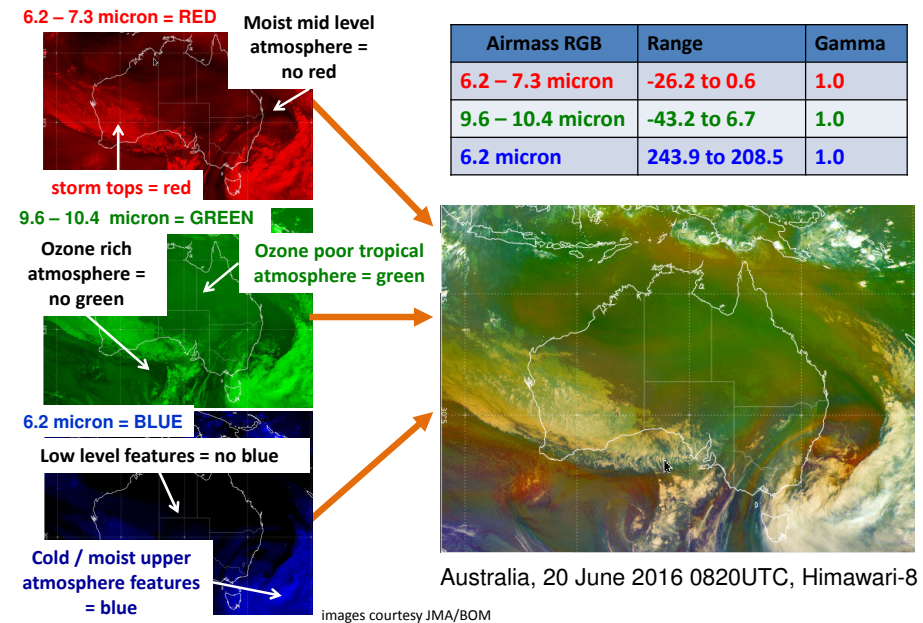 6.2 – 7.3 micron = RED
Moist mid level
atmosphere =
no red
storm tops = red
9.6 – 10.4 micron = GREEN
Ozone rich
atmosphere =
no green
Ozone poor tropical
atmosphere = green
6.2 micron = BLUE
Low level features = no blue
Cold / moist upper
atmosphere features
= blue
images courtesy JMA/BOM
Airmass RGB Range Gamma
6.2 – 7.3 micron -26.2 to 0.6 1.0
9.6 – 10.4 micron -43.2 to 6.7 1.0
6.2 micron 243.9 to 208.5 1.0
Australia, 20 June 2016 0820UTC, Himawari-8